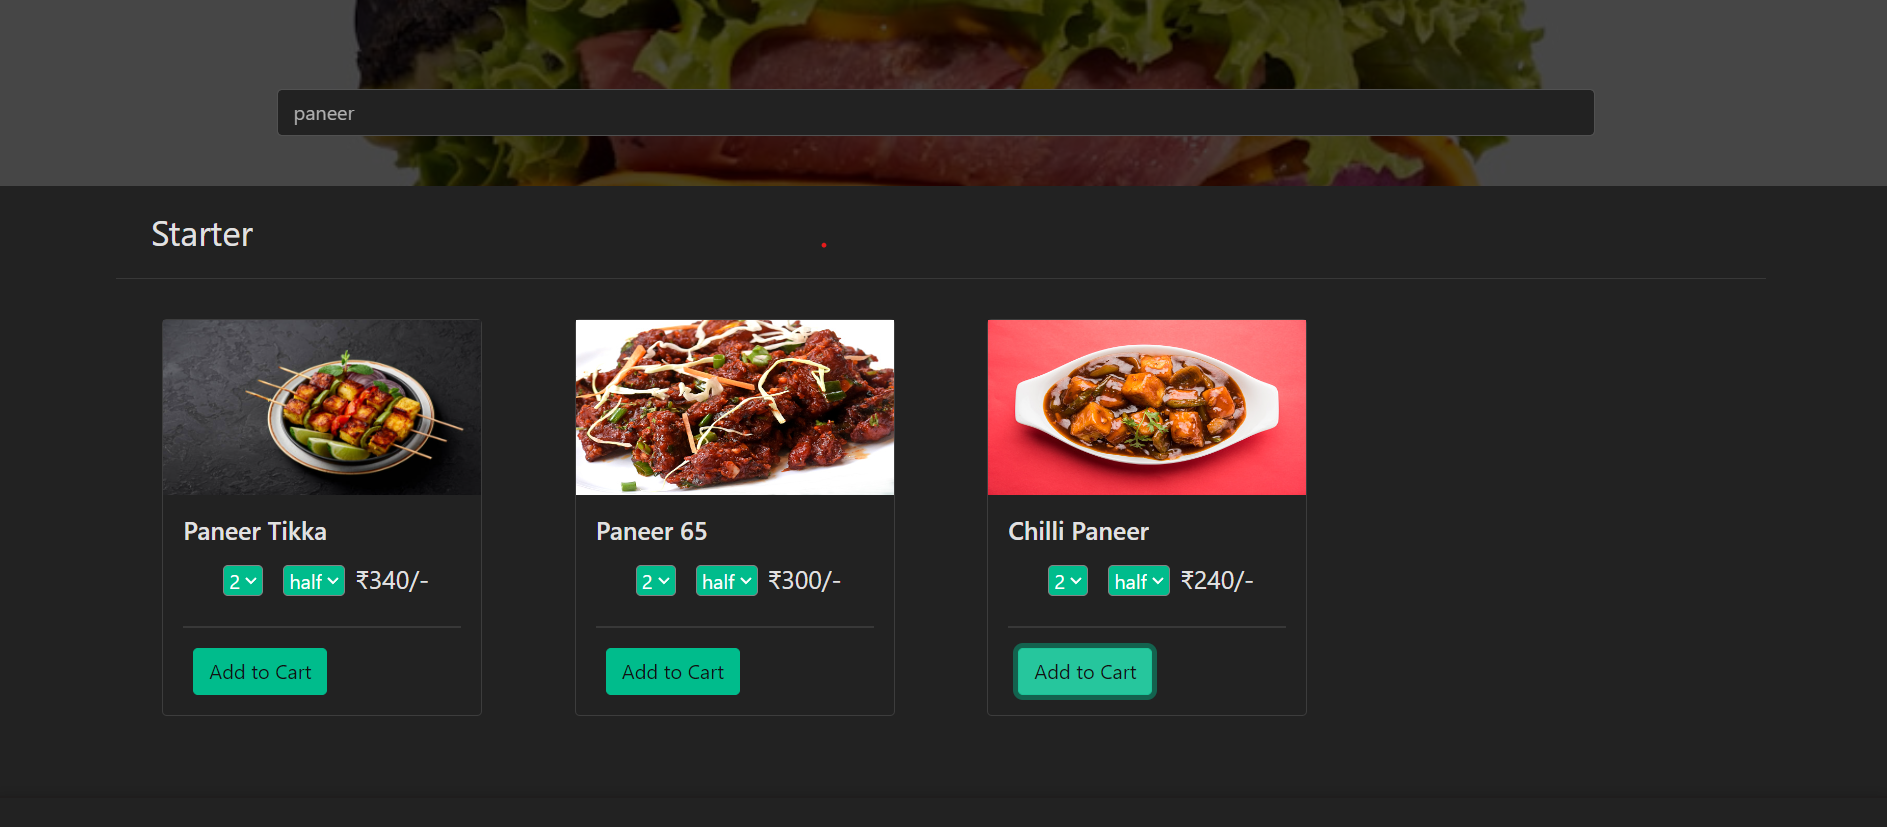 paneer
Starter
Paneer Tikka
2 half ₹340/-
Add to Cart
Paneer 65
2 half ₹300/-
Add to Cart
Chilli Paneer
2 half ₹240/-
Add to Cart